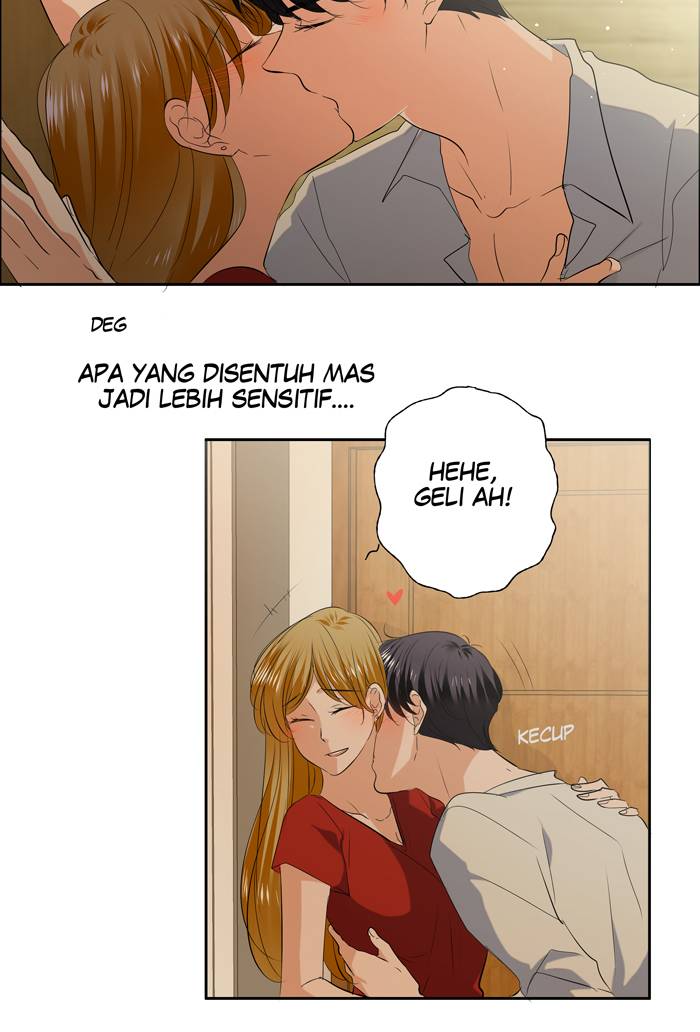 DEG
APA YANG DISENTUH MAS
JADI LEBIH SENSITIF....
HEHE,
GELI AH!
KECUP